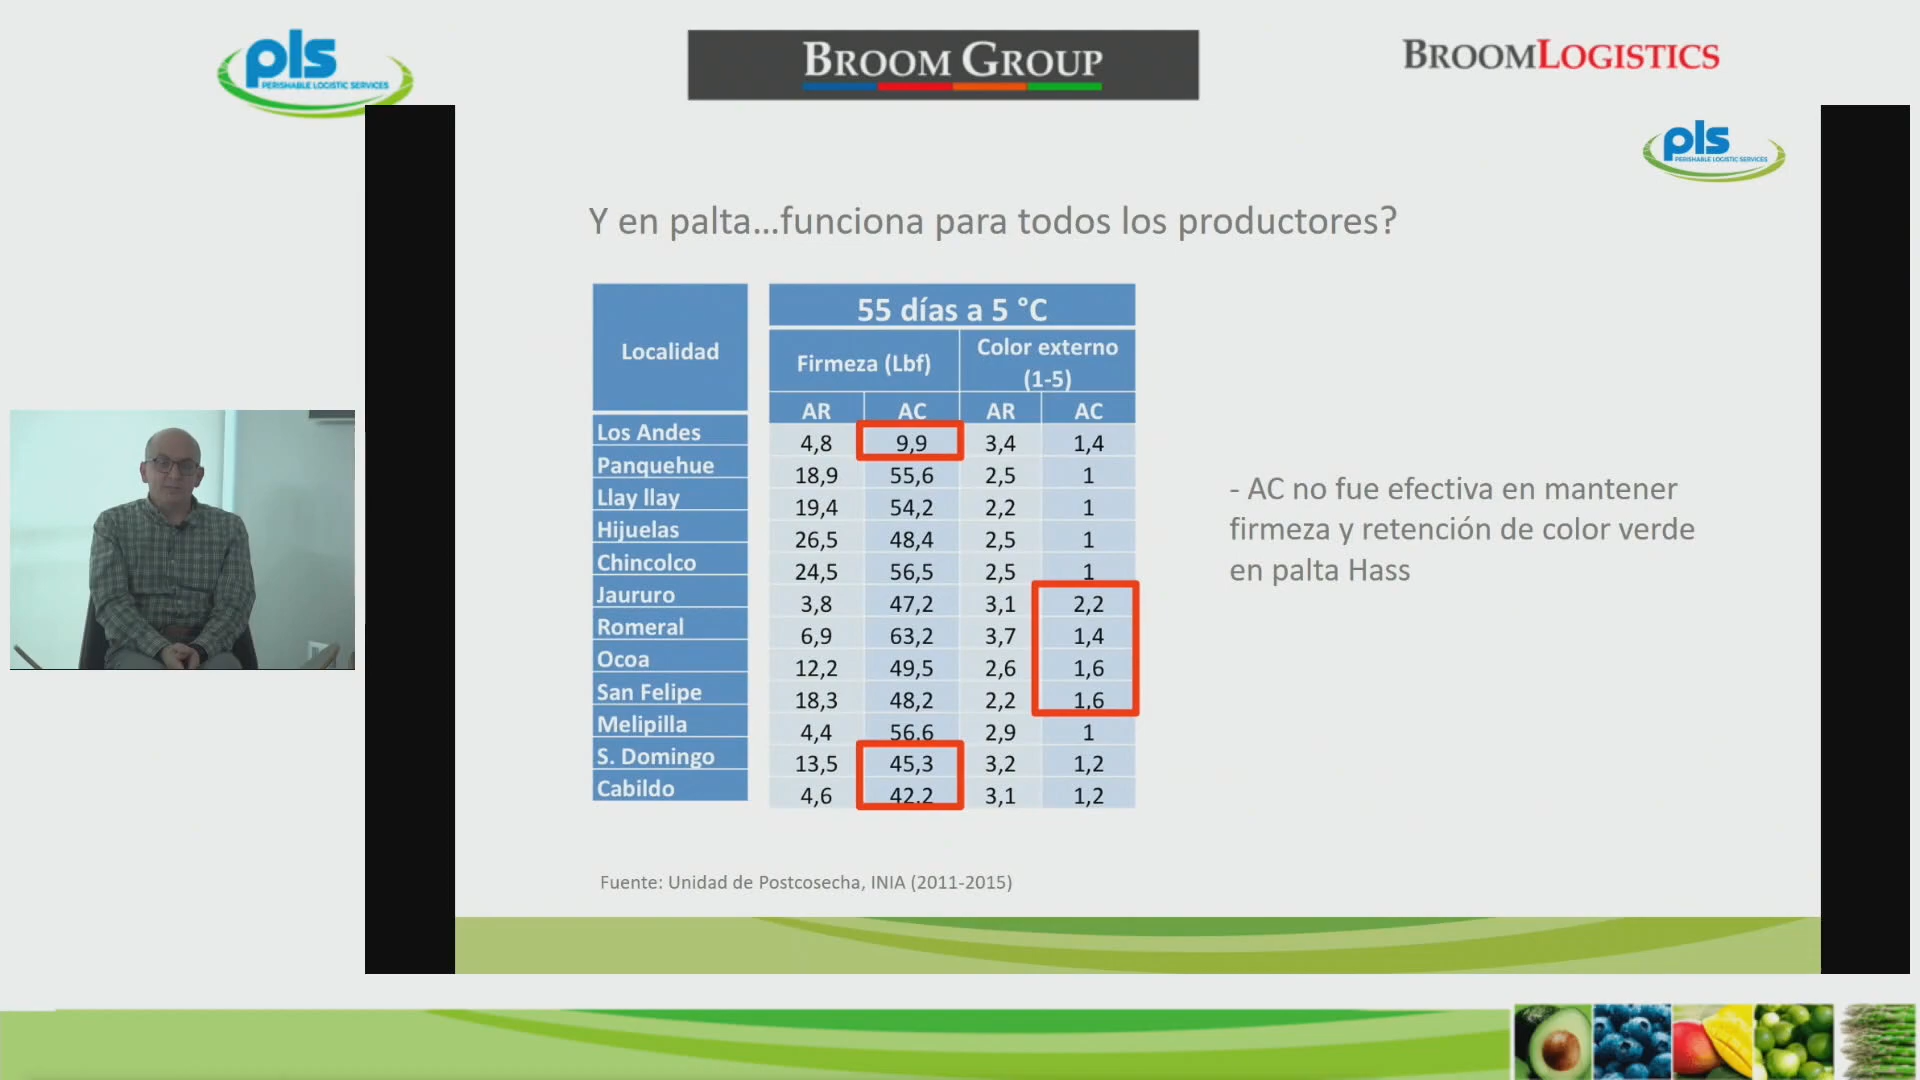 pls
PERISHABLE LOGISTIC SERVICES
BROOM GROUP
BROOMLOGISTICS
pls
PERISHABLE LOGISTIC SERVICES
Y en palta...funciona para todos los productores?
Localidad
55 días a 5 °C
Firmeza (Lbf)
Color externo
(1-5)
AR AC AR AC
Los Andes 4,8 9,9 3,4 1,4
Panquehue 18,9 55,6 2,5 1
Llay llay 19,4 54,2 2,2 1
Hijuelas 26,5 48,4 2,5 1
Chincolco 24,5 56,5 2,5 1
Jaururo 3,8 47,2 3,1 2,2
Romeral 6,9 63,2 3,7 1,4
Ocoa 12,2 49,5 2,6 1,6
San Felipe 18,3 48,2 2,2 1,6
Melipilla 4,4 56.6 2,9 1
S. Domingo 13,5 45,3 3,2 1,2
Cabildo 4,6 42.2 3,1 1,2
- AC no fue efectiva en mantener
firmeza y retención de color verde
en palta Hass
Fuente: Unidad de Postcosecha, INIA (2011-2015)